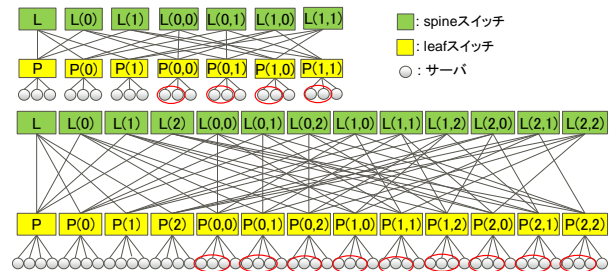 L L(0) L(1) L(0,0) L(0,1) L(1,0) L(1,1)
: spineスイッチ
P P(0) P(1) P(0,0) P(0,1) P(1,0) P(1,1)
: leafスイッチ
: サーバ
L L(0) L(1) L(2) L(0,0) L(0,1) L(0,2) L(1,0) L(1,1) L(1,2) L(2,0) L(2,1) L(2,2)
P P(0) P(1) P(2) P(0,0) P(0,1) P(0,2) P(1,0) P(1,1) P(1,2) P(2,0) P(2,1) P(2,2)